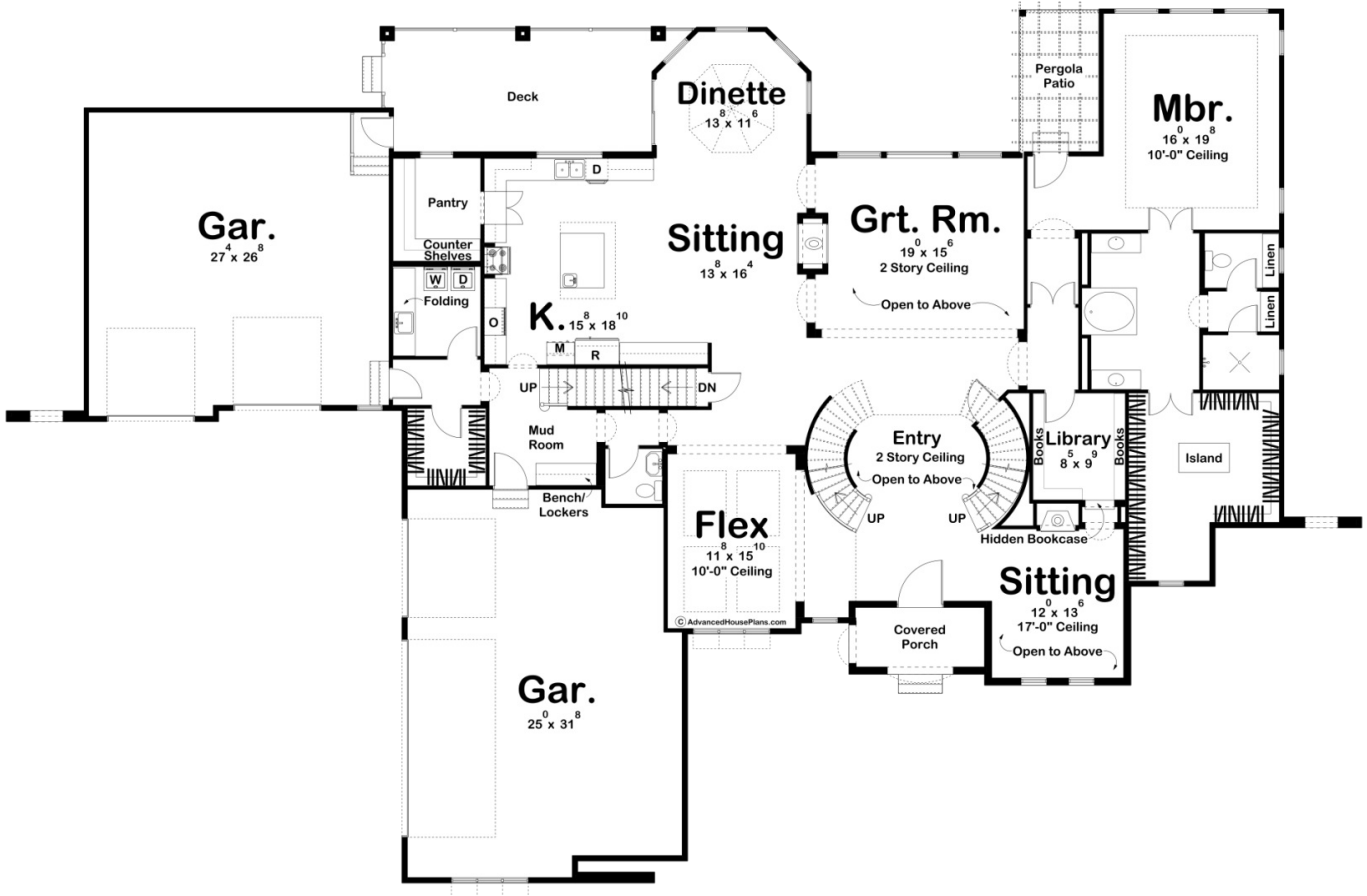 Deck
Dinette
13⁸ x 11⁶
Pergola
Patio
Mbr.
16⁰ x 19⁸
10'-0" Ceiling
Gar.
27⁴ x 26⁸
Pantry
Counter
Shelves
D
Sitting
13⁸ x 16⁴
Grt. Rm.
19⁰ x 15⁶
2 Story Ceiling
Open to Above
Linen
Linen
W
D
Folding
O
K. 15⁸ x 18¹⁰
M
R
UP
DN
Mud
Room
Bench/
Lockers
Entry
2 Story Ceiling
Open to Above
UP
UP
Books
Library
8⁵ x 9⁹
Books
Island
Hidden Bookcase
Flex
11⁸ x 15¹⁰
10'-0" Ceiling
© AdvancedHousePlans.com
Covered
Porch
Sitting
12⁰ x 13⁶
17'-0" Ceiling
Open to Above
Gar.
25⁰ x 31⁸